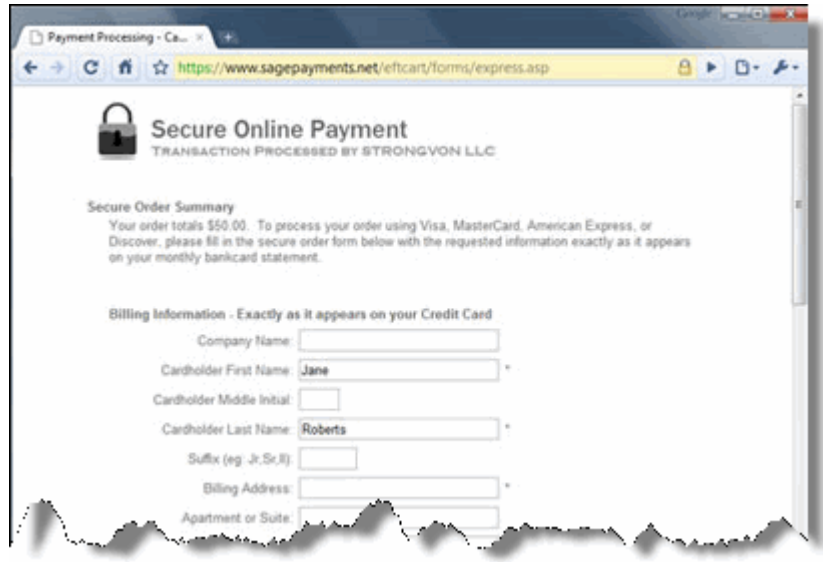 Google
Payment Processing - Ca...
https://www.sagepayments.net/eftcart/forms/express.asp
Secure Online Payment
TRANSACTION PROCESSED BY STRONGVON LLC
Secure Order Summary
Your order totals $50.00. To process your order using Visa, MasterCard, American Express, or
Discover, please fill in the secure order form below with the requested information exactly as it appears
on your monthly bankcard statement.
Billing Information - Exactly as it appears on your Credit Card
Company Name:
Cardholder First Name: Jane *
Cardholder Middle Initial:
Cardholder Last Name: Roberts *
Suffix (eg: Jr,Sr,II):
Billing Address: *
Apartment or Suite: